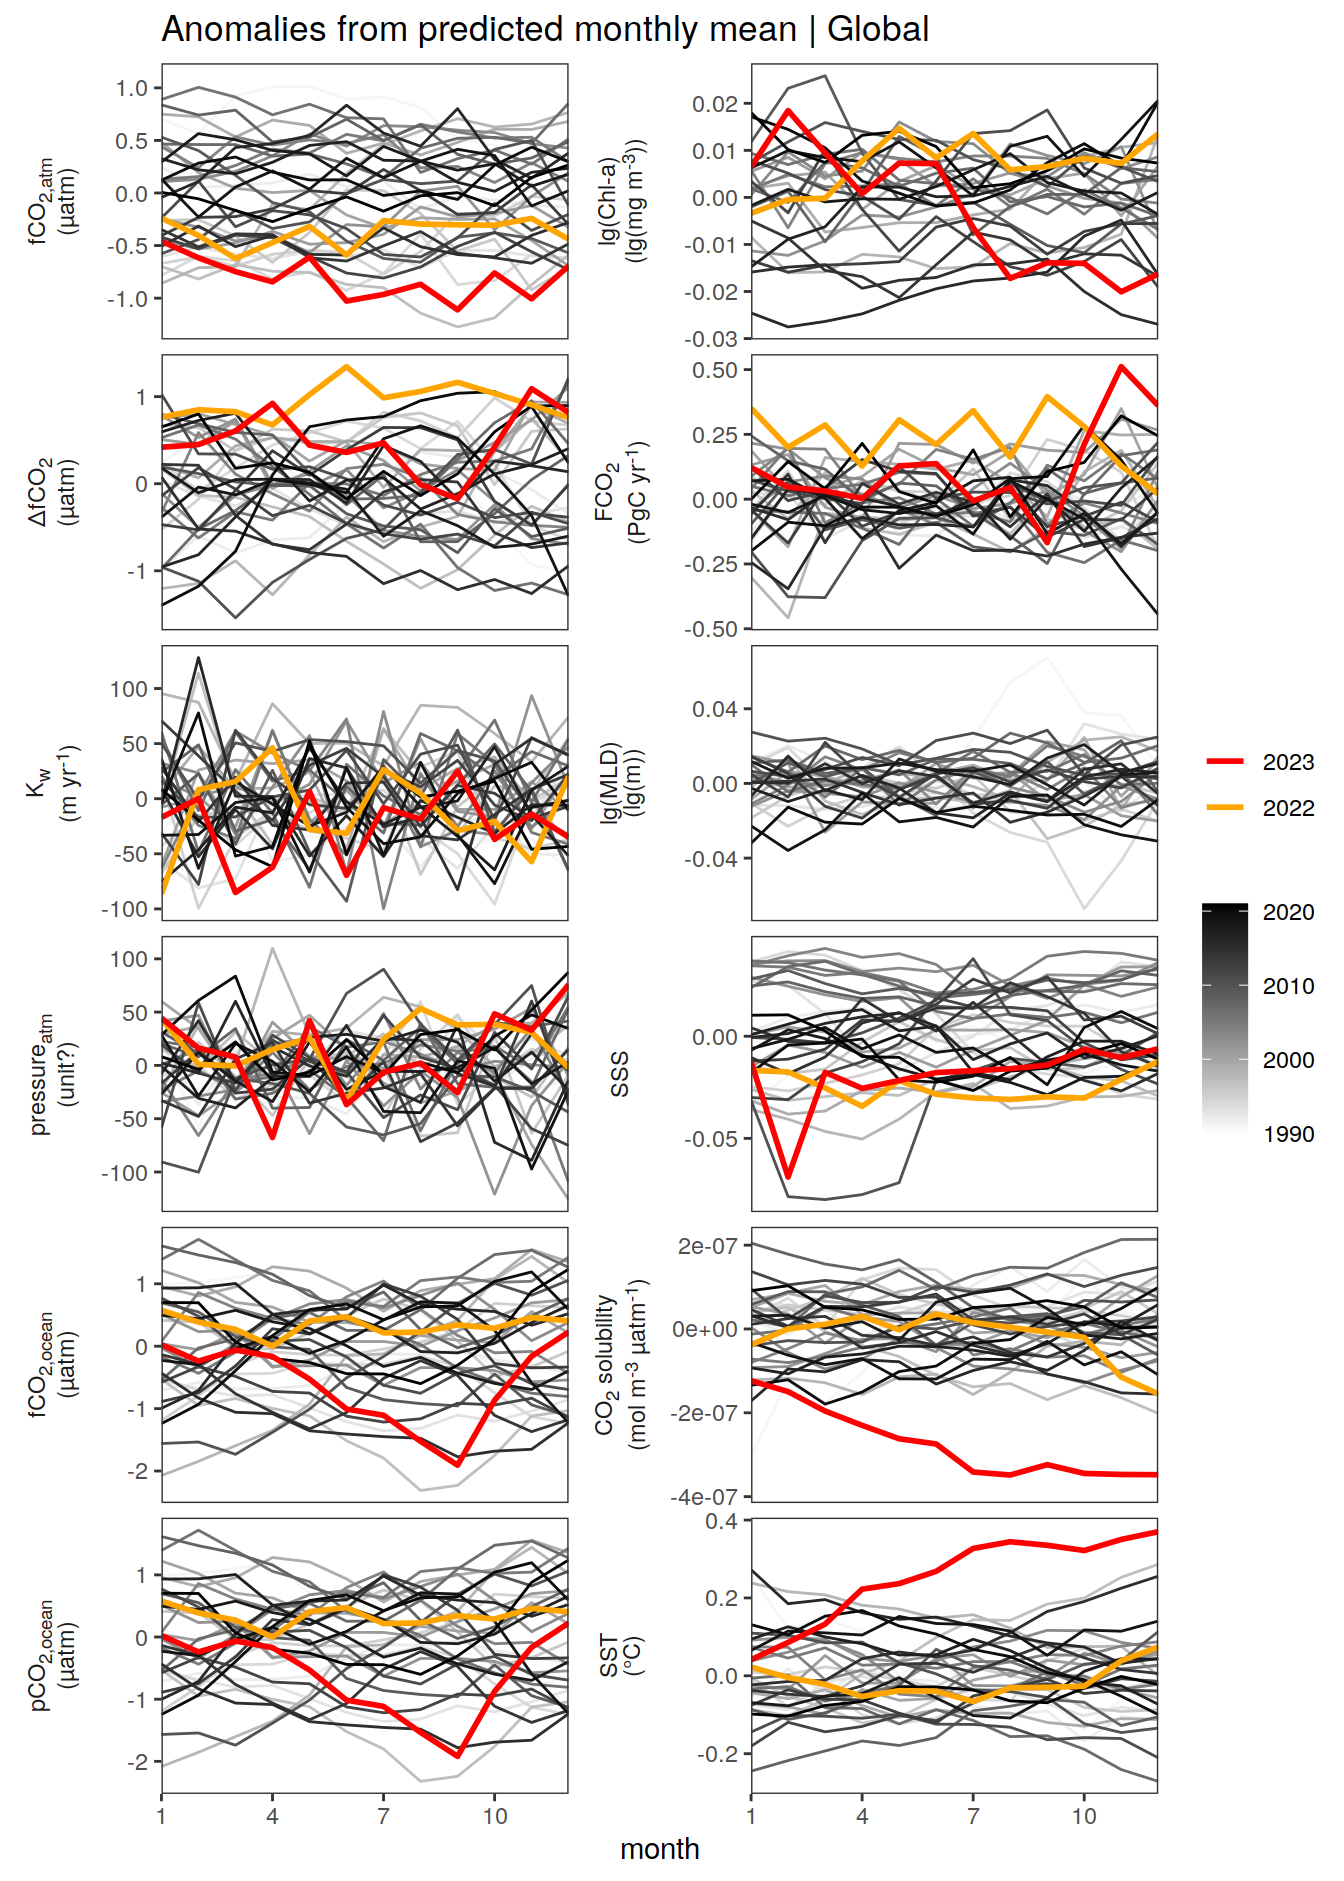 Anomalies from predicted monthly mean | Global
fCO2,atm
(µatm)
1.0
0.5
0.0
-0.5
-1.0
lg(Chl-a)
(lg(mg m-3))
0.02
0.01
0.00
-0.01
-0.02
-0.03
ΔfCO2
(µatm)
1
0
-1
FCO2
(PgC yr-1)
0.50
0.25
0.00
-0.25
-0.50
Kw
(m yr-1)
100
50
0
-50
-100
lg(MLD)
(lg(m))
0.04
0.00
-0.04
pressureatm
(unit?)
100
50
0
-50
-100
SSS
0.00
-0.05
fCO2,ocean
(µatm)
1
0
-1
-2
CO2 solubility
(mol m-3 µatm-1)
2e-07
0e+00
-2e-07
-4e-07
pCO2,ocean
(µatm)
1
0
-1
-2
SST
(°C)
0.4
0.2
0.0
-0.2
1 4 7 10
1 4 7 10
month
2023
2022
2020
2010
2000
1990